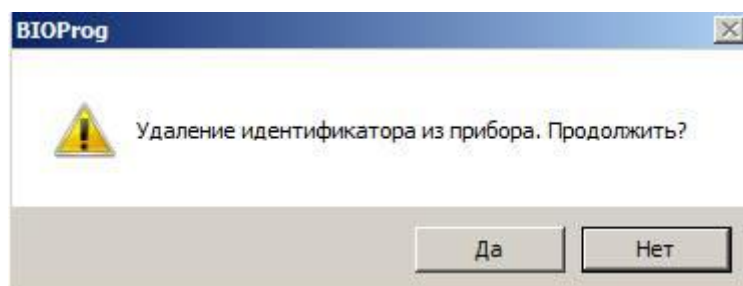 BIOProg
Удаление идентификатора из прибора. Продолжить?
Да
Нет